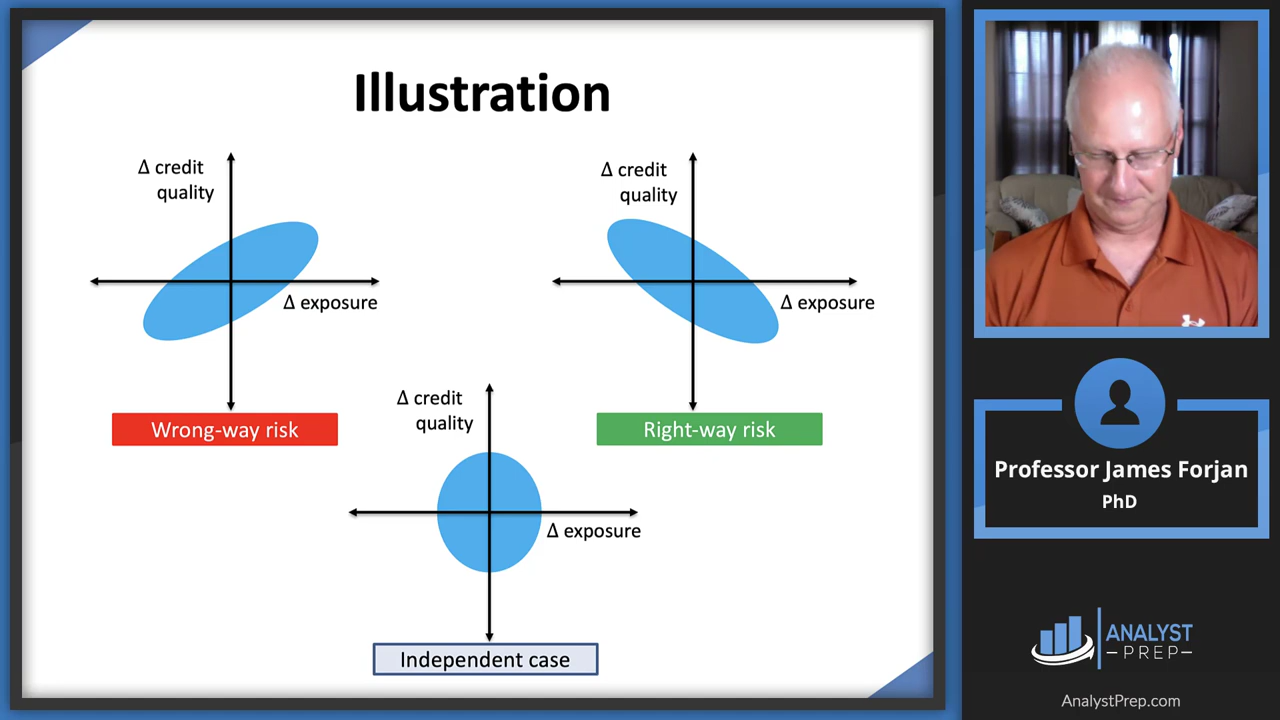 Illustration
Δ credit
quality
Δ exposure
Wrong-way risk
Δ credit
quality
Δ exposure
Right-way risk
Δ credit
quality
Δ exposure
Independent case
Professor James Forjan
PhD
ANALYST
PREP
AnalystPrep.com